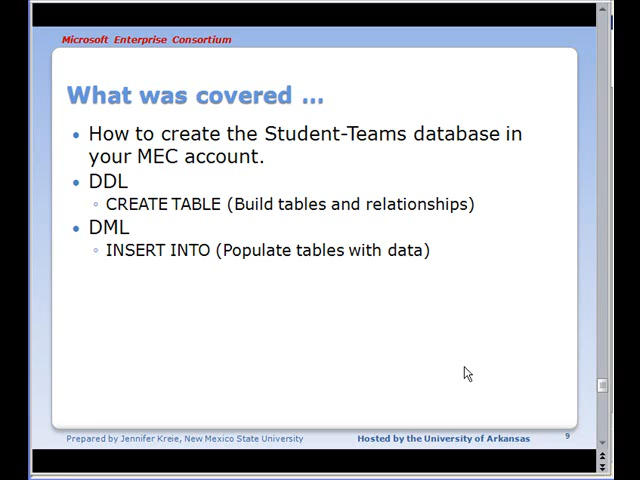 Microsoft Enterprise Consortium
What was covered ...
• How to create the Student-Teams database in
your MEC account.
• DDL
◦ CREATE TABLE (Build tables and relationships)
• DML
◦ INSERT INTO (Populate tables with data)
Prepared by Jennifer Kreie, New Mexico State University
Hosted by the University of Arkansas
9